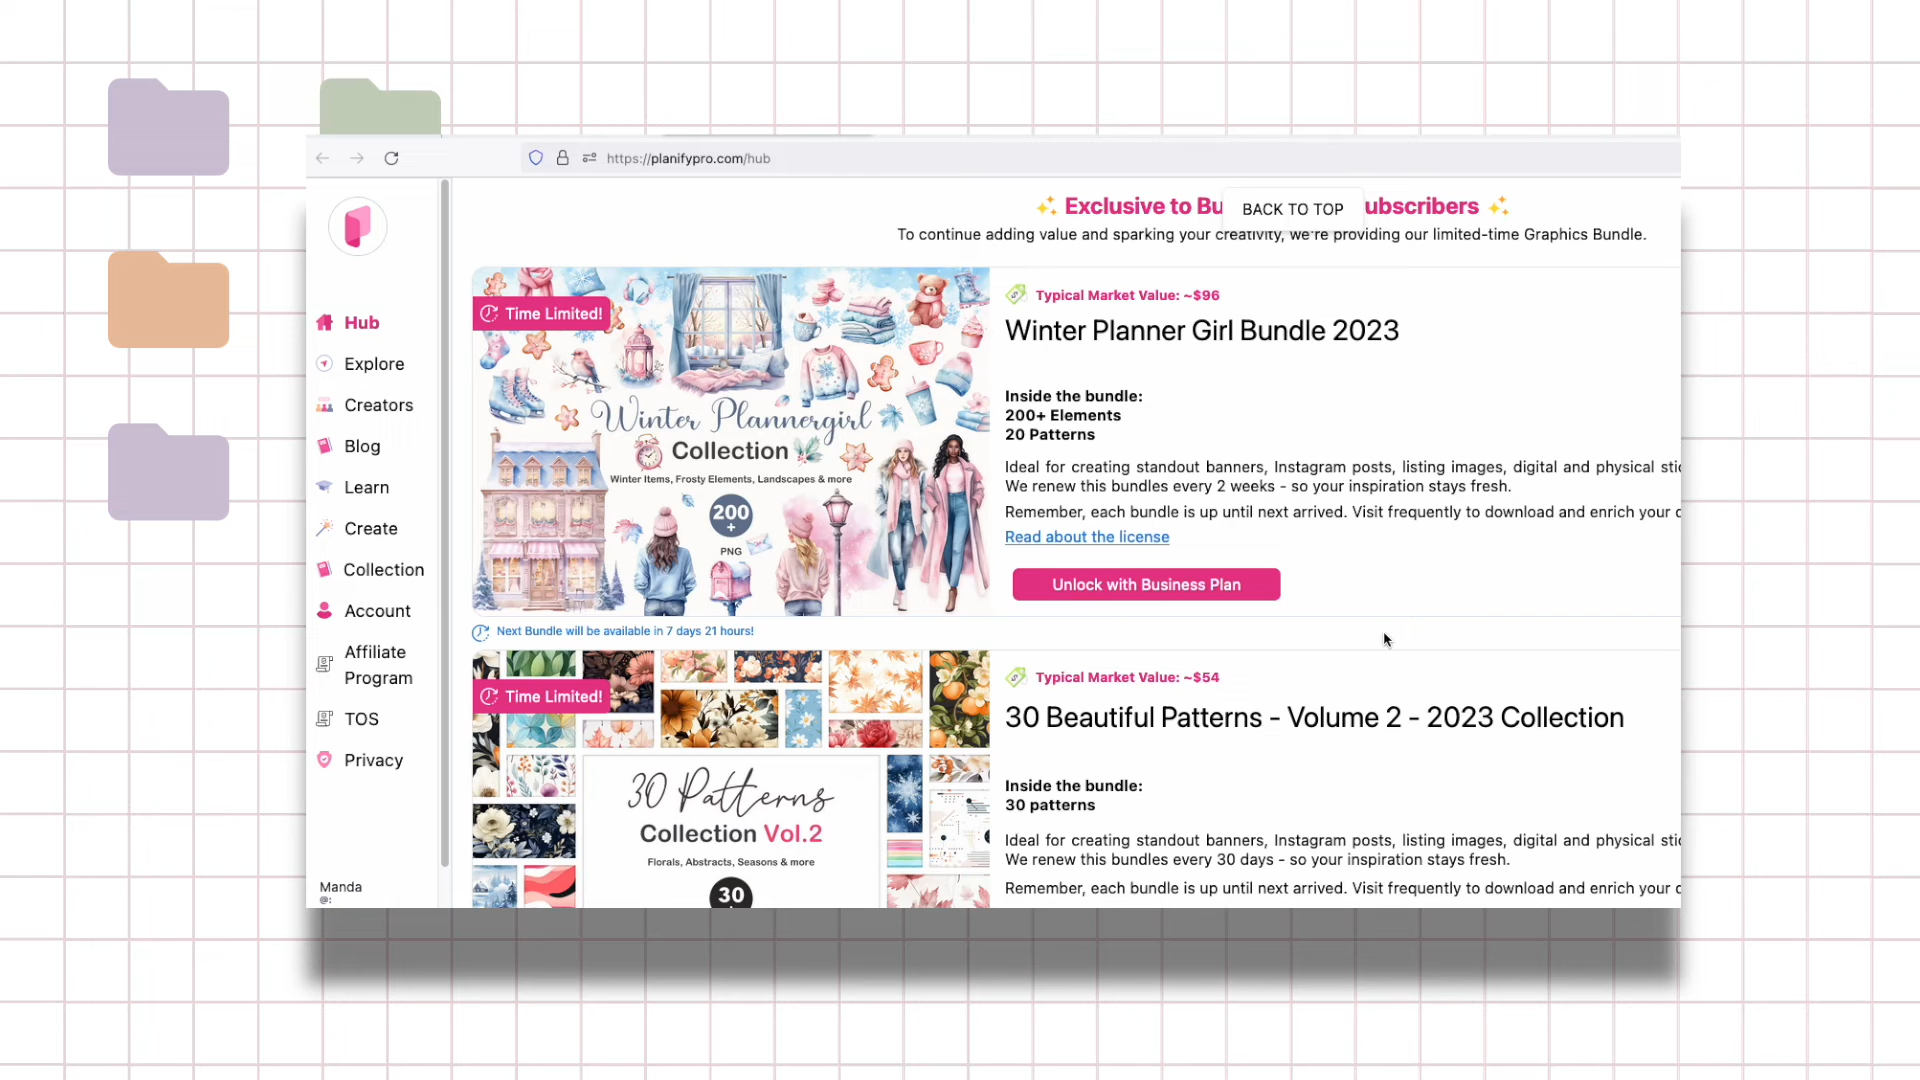 https://planifypro.com/hub
Exclusive to Bu
BACK TO TOP
ubscribers
To continue adding value and sparking your creativity, we're providing our limited-time Graphics Bundle.
Hub
Explore
Creators
Blog
Learn
Create
Collection
Account
Affiliate
Program
TOS
Privacy
Manda
@:
Time Limited!
Winter Plannergirl
Collection
Winter Items, Frosty Elements, Landscapes & more
200
+
PNG
Typical Market Value: ~$96
Winter Planner Girl Bundle 2023
Inside the bundle:
200+ Elements
20 Patterns
Ideal for creating standout banners, Instagram posts, listing images, digital and physical stic
We renew this bundles every 2 weeks - so your inspiration stays fresh.
Remember, each bundle is up until next arrived. Visit frequently to download and enrich your c
Read about the license
Unlock with Business Plan
Next Bundle will be available in 7 days 21 hours!
Time Limited!
30 Patterns
Collection Vol.2
Florals, Abstracts, Seasons & more
30
Typical Market Value: ~$54
30 Beautiful Patterns - Volume 2 - 2023 Collection
Inside the bundle:
30 patterns
Ideal for creating standout banners, Instagram posts, listing images, digital and physical stic
We renew this bundles every 30 days - so your inspiration stays fresh.
Remember, each bundle is up until next arrived. Visit frequently to download and enrich your c